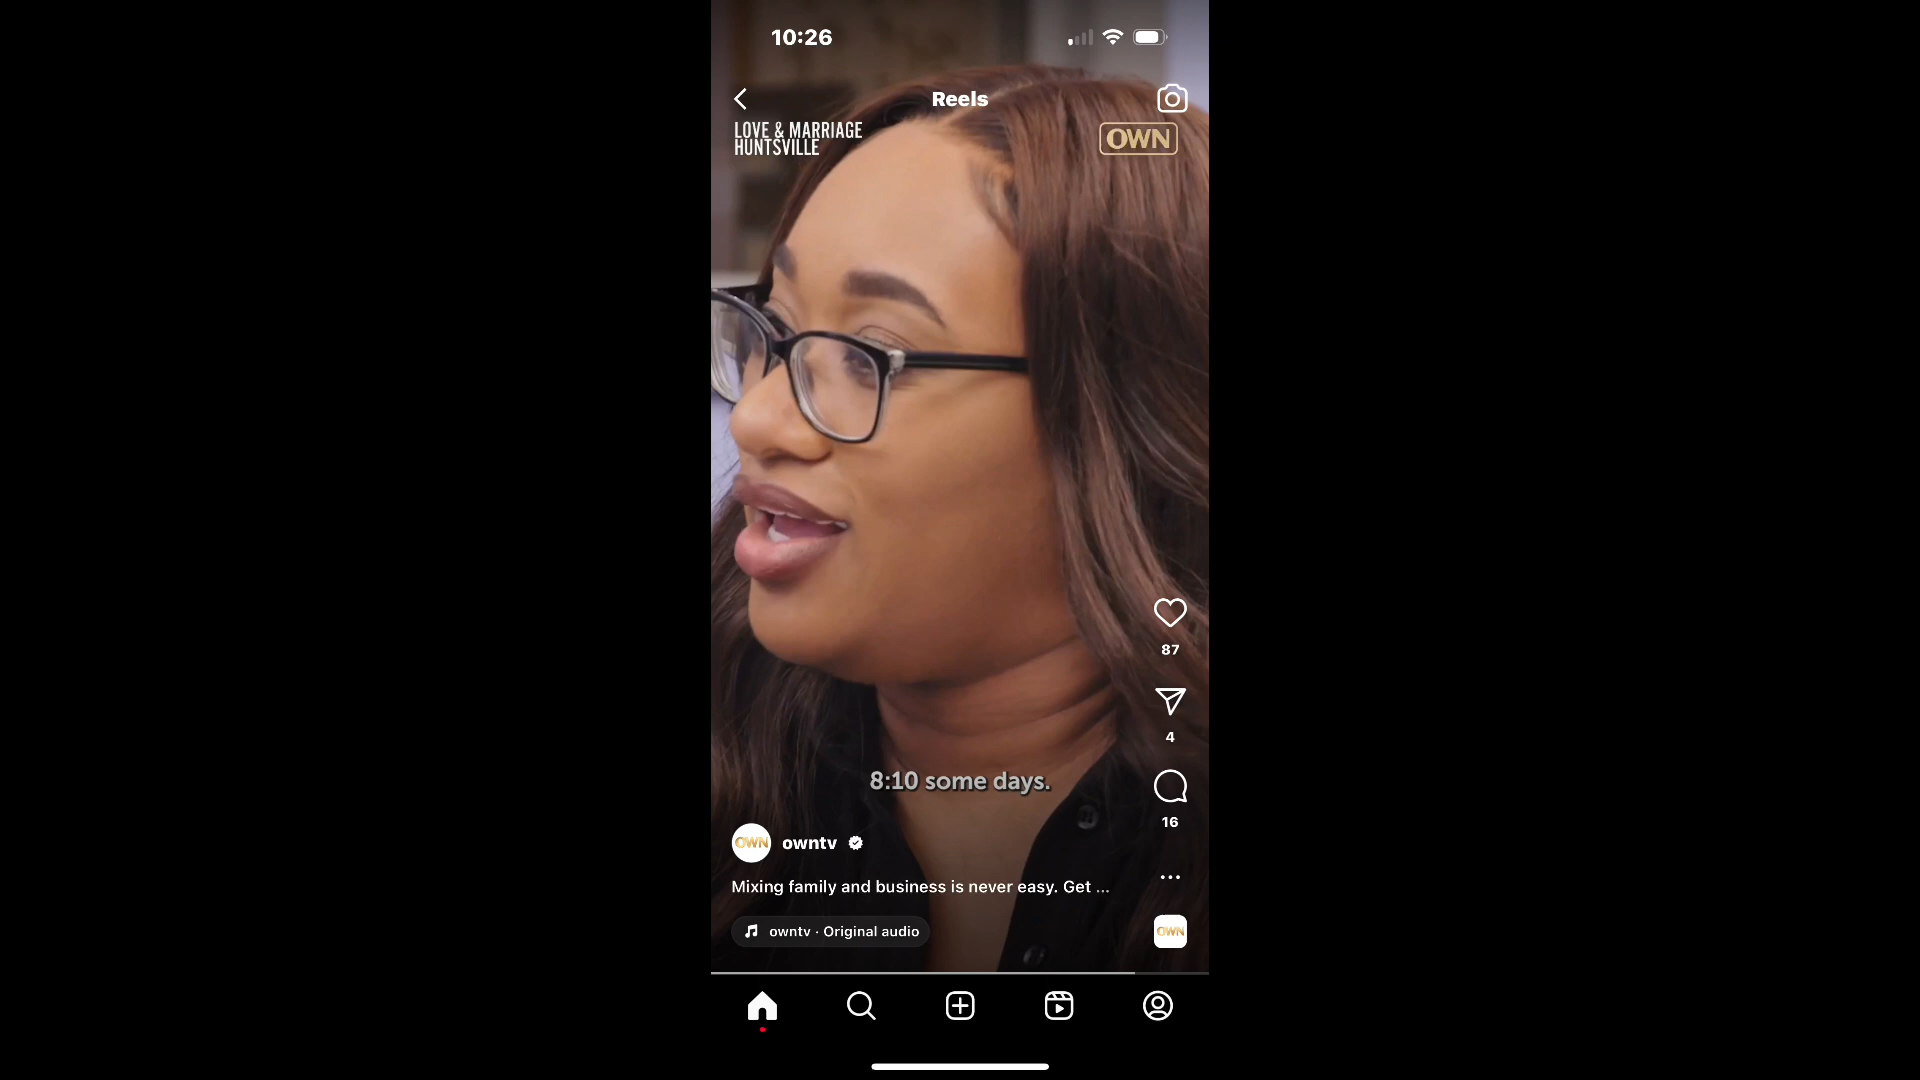 10:26
Reels
LOVE & MARRIAGE
HUNTSVILLE
OWN
87
4
8:10 some days.
16
OWN owntv
Mixing family and business is never easy. Get ...
owntv · Original audio
OWN